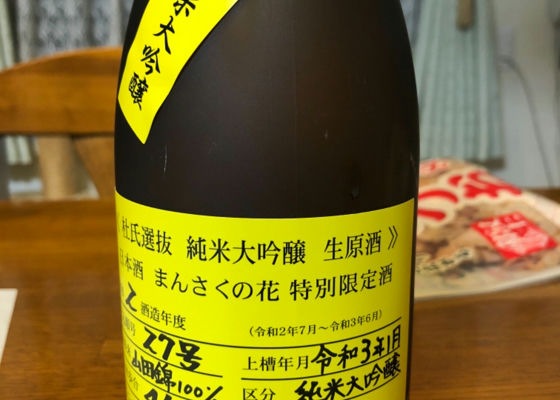 米大吟醸
杜氏選抜 純米大吟醸 生原酒》
日本酒 まんさくの花 特別限定酒
2 酒造年度
(令和2年7月～令和3年6月)
号 27号 上槽年月 令和3年1月
山田錦100% 区分 純米大吟醸